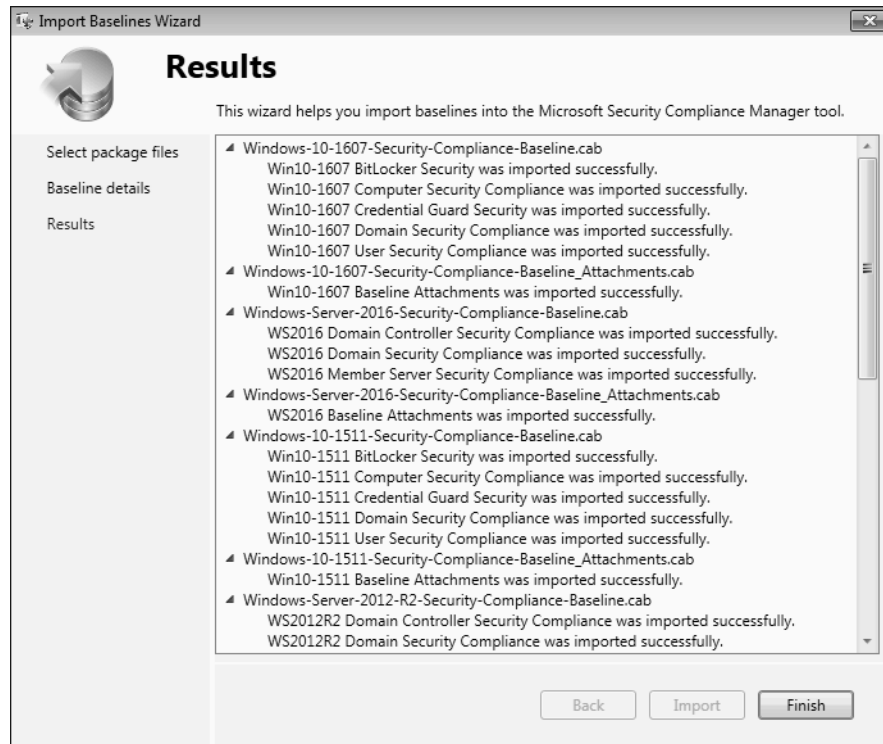 Import Baselines Wizard
Results
This wizard helps you import baselines into the Microsoft Security Compliance Manager tool.
Select package files
Baseline details
Results
Windows-10-1607-Security-Compliance-Baseline.cab
Win10-1607 BitLocker Security was imported successfully.
Win10-1607 Computer Security Compliance was imported successfully.
Win10-1607 Credential Guard Security was imported successfully.
Win10-1607 Domain Security Compliance was imported successfully.
Win10-1607 User Security Compliance was imported successfully.
Windows-10-1607-Security-Compliance-Baseline_Attachments.cab
Win10-1607 Baseline Attachments was imported successfully.
Windows-Server-2016-Security-Compliance-Baseline.cab
WS2016 Domain Controller Security Compliance was imported successfully.
WS2016 Domain Security Compliance was imported successfully.
WS2016 Member Server Security Compliance was imported successfully.
Windows-Server-2016-Security-Compliance-Baseline_Attachments.cab
WS2016 Baseline Attachments was imported successfully.
Windows-10-1511-Security-Compliance-Baseline.cab
Win10-1511 BitLocker Security was imported successfully.
Win10-1511 Computer Security Compliance was imported successfully.
Win10-1511 Credential Guard Security was imported successfully.
Win10-1511 Domain Security Compliance was imported successfully.
Win10-1511 User Security Compliance was imported successfully.
Windows-10-1511-Security-Compliance-Baseline_Attachments.cab
Win10-1511 Baseline Attachments was imported successfully.
Windows-Server-2012-R2-Security-Compliance-Baseline.cab
WS2012R2 Domain Controller Security Compliance was imported successfully.
WS2012R2 Domain Security Compliance was imported successfully.
Back
Import
Finish